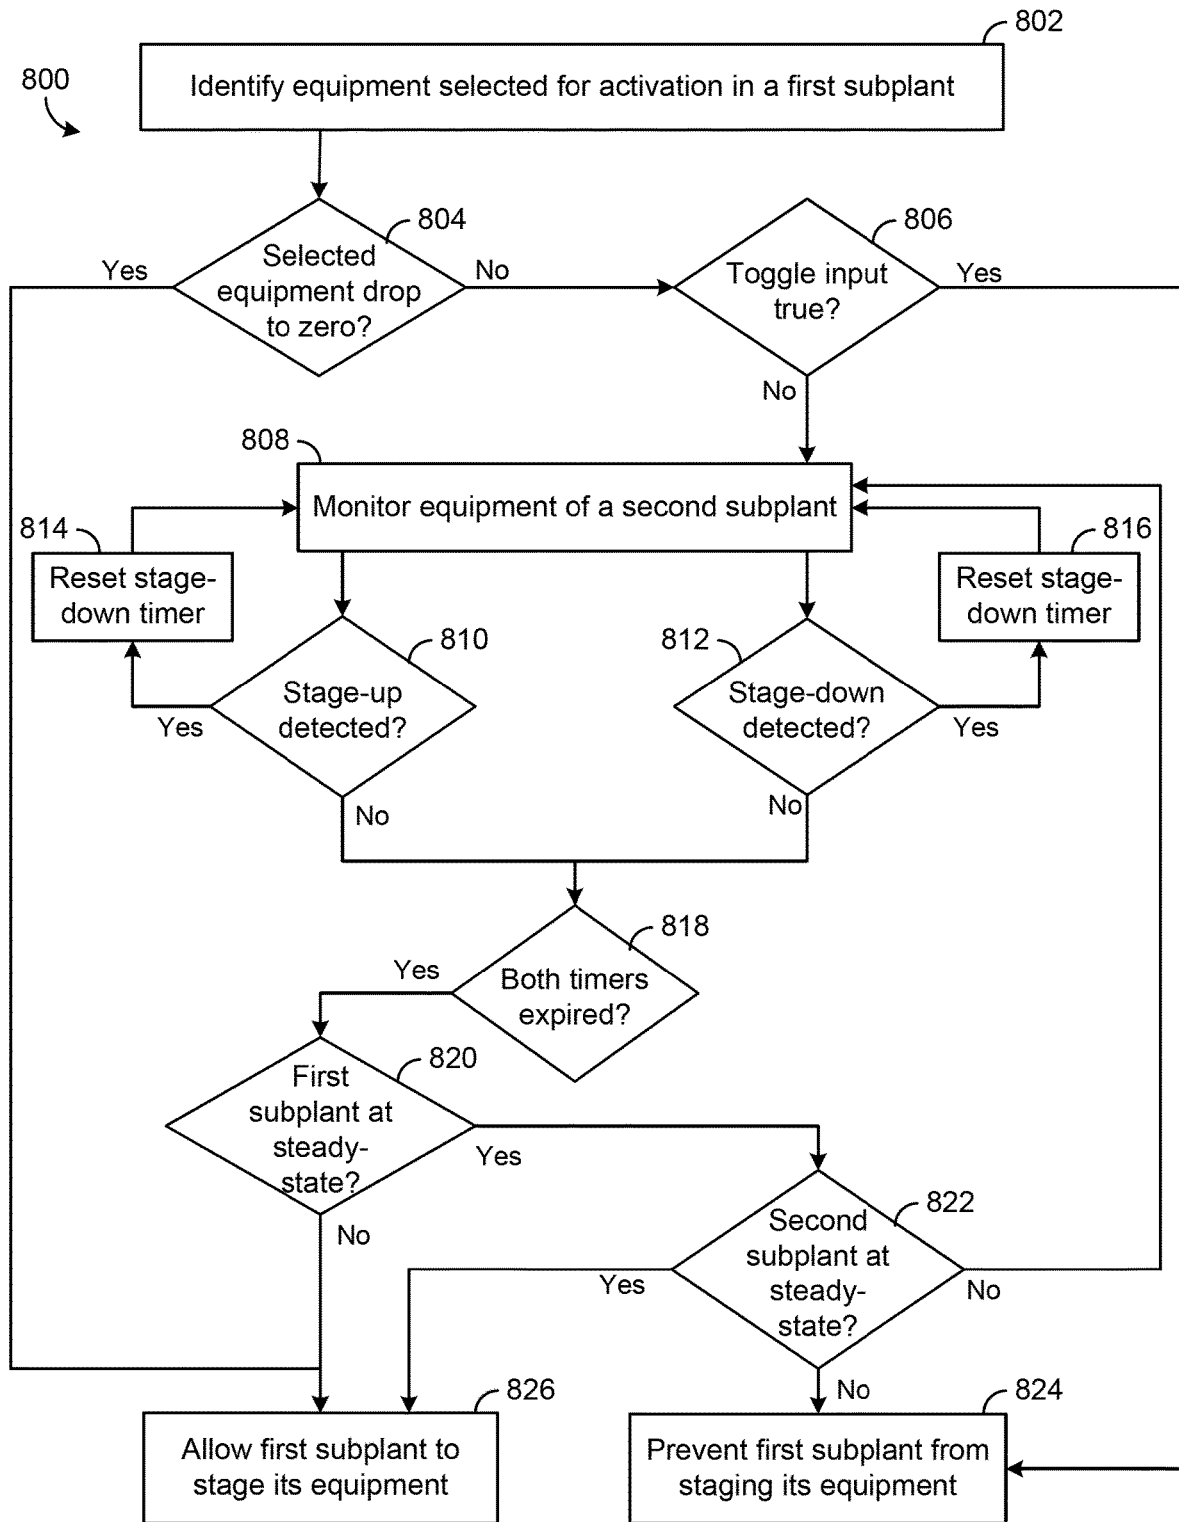 802
Identify equipment selected for activation in a first subplant
800
804
806
Yes
Selected
equipment drop
to zero?
No
Toggle input
true?
Yes
No
808
Monitor equipment of a second subplant
814
Reset stage-
down timer
816
Reset stage-
down timer
810
812
Stage-up
detected?
Yes
Stage-down
detected?
Yes
No
No
818
Yes
Both timers
expired?
820
First
subplant at
steady-
state?
Yes
No
822
Second
subplant at
steady-
state?
Yes
No
No
826
824
Allow first subplant to
stage its equipment
Prevent first subplant from
staging its equipment